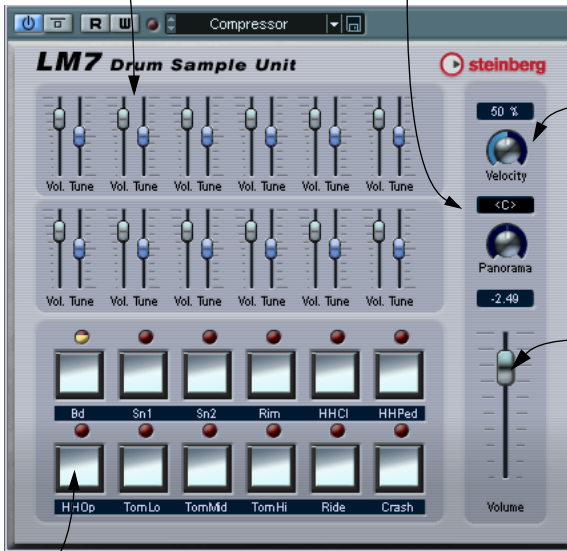 R W Compressor
LM7 Drum Sample Unit
steinberg
50 %
Velocity
<C>
Panorama
-2.49
Vol. Tune Vol. Tune Vol. Tune Vol. Tune Vol. Tune Vol. Tune
Vol. Tune Vol. Tune Vol. Tune Vol. Tune Vol. Tune Vol. Tune
Bd Sn1 Sn2 Rim HHCl HHPed
HHOp TomLo TomMid TomHi Ride Crash
Volume